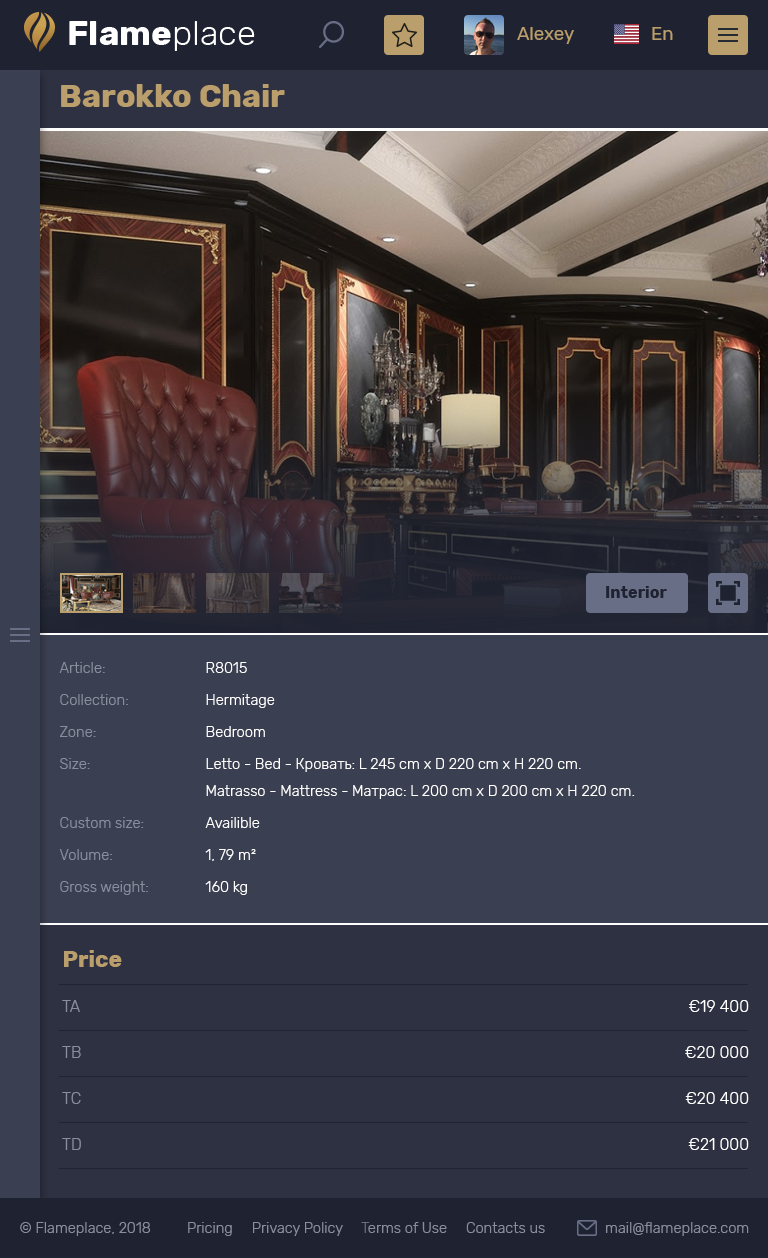 Flameplace
Alexey
En
Barokko Chair
Interior
Article: R8015
Collection: Hermitage
Zone: Bedroom
Size: Letto - Bed - Кровать: L 245 cm x D 220 cm x H 220 cm.
Matrasso - Mattress - Матрас: L 200 cm x D 200 cm x H 220 cm.
Custom size: Availible
Volume: 1, 79 m²
Gross weight: 160 kg
Price
TA €19 400
TB €20 000
TC €20 400
TD €21 000
© Flameplace, 2018 Pricing Privacy Policy Terms of Use Contacts us mail@flameplace.com